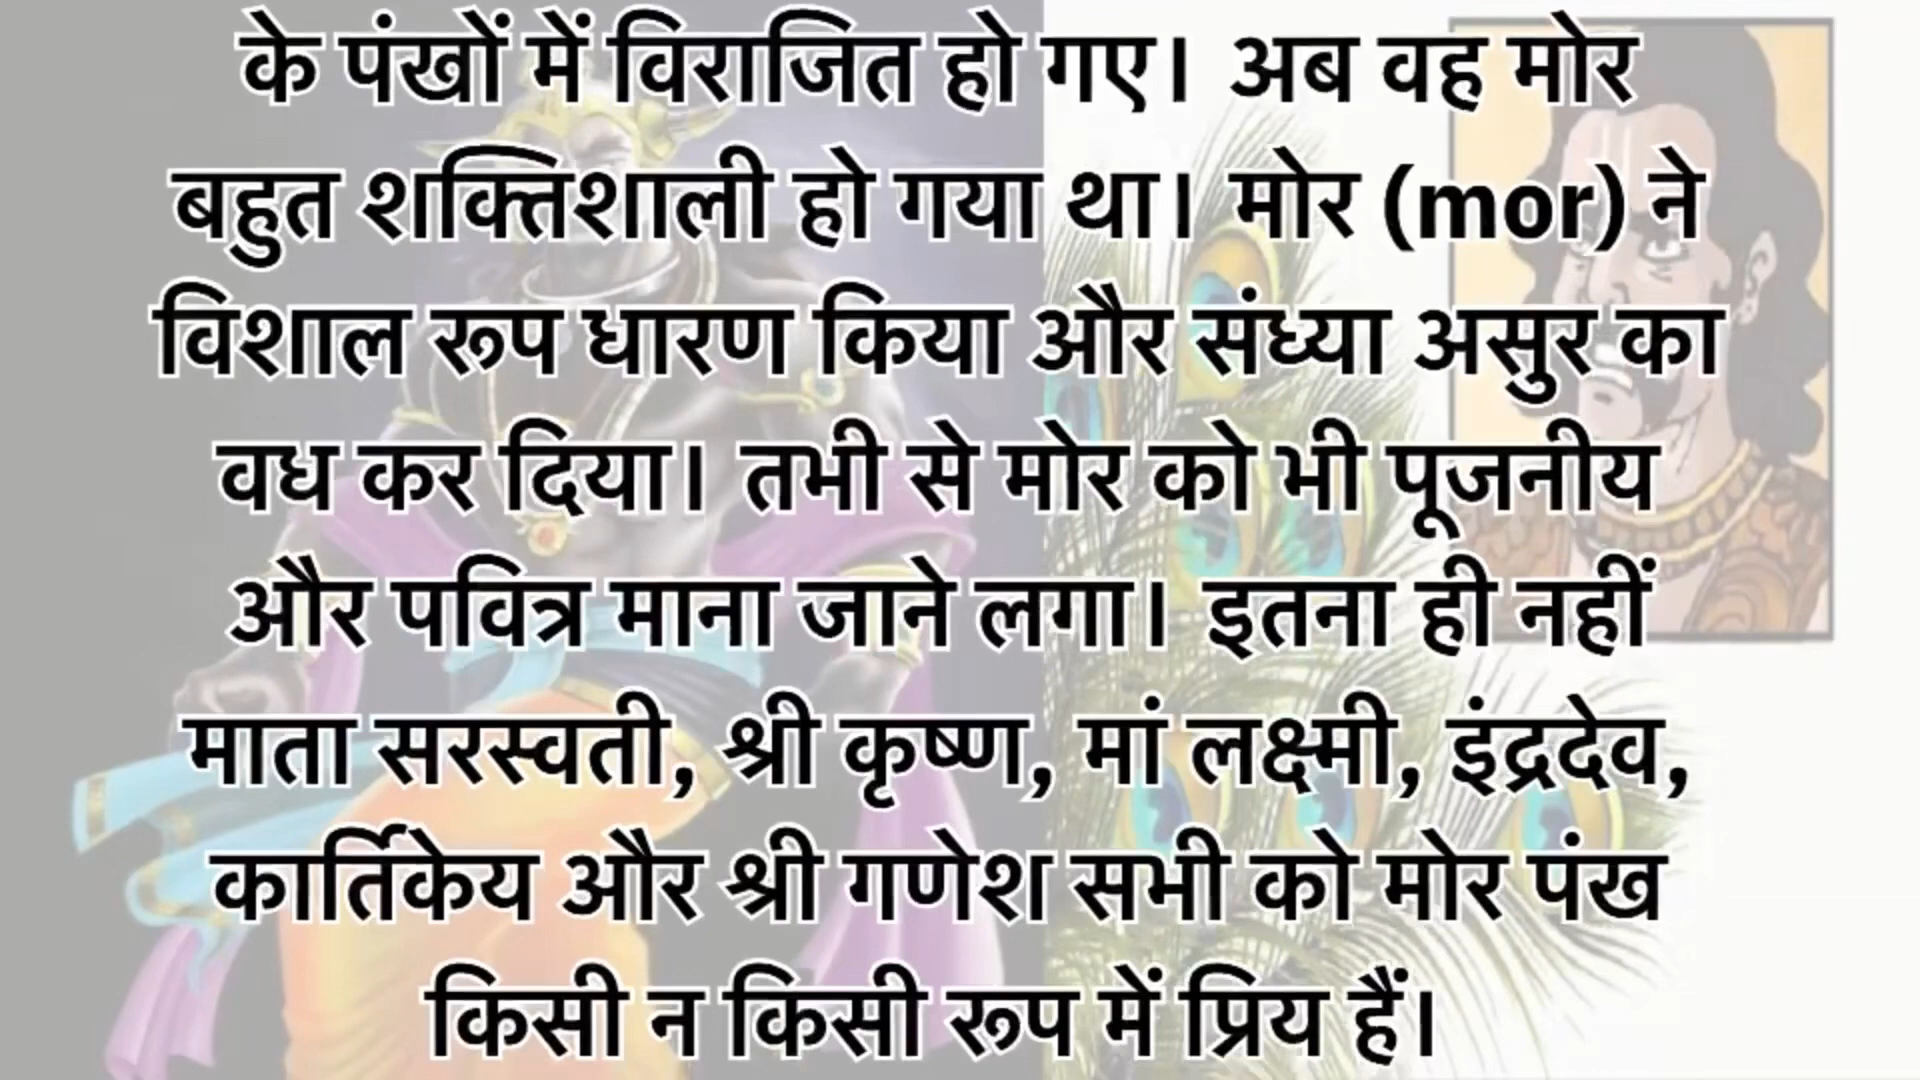 के पंखों में विराजित हो गए। अब वह मोर
बहुत शक्तिशाली हो गया था। मोर (mor) ने
विशाल रूप धारण किया और संध्या असुर का
वध कर दिया। तभी से मोर को भी पूजनीय
और पवित्र माना जाने लगा। इतना ही नहीं
माता सरस्वती, श्री कृष्ण, मां लक्ष्मी, इंद्रदेव,
कार्तिकेय और श्री गणेश सभी को मोर पंख
किसी न किसी रूप में प्रिय हैं।